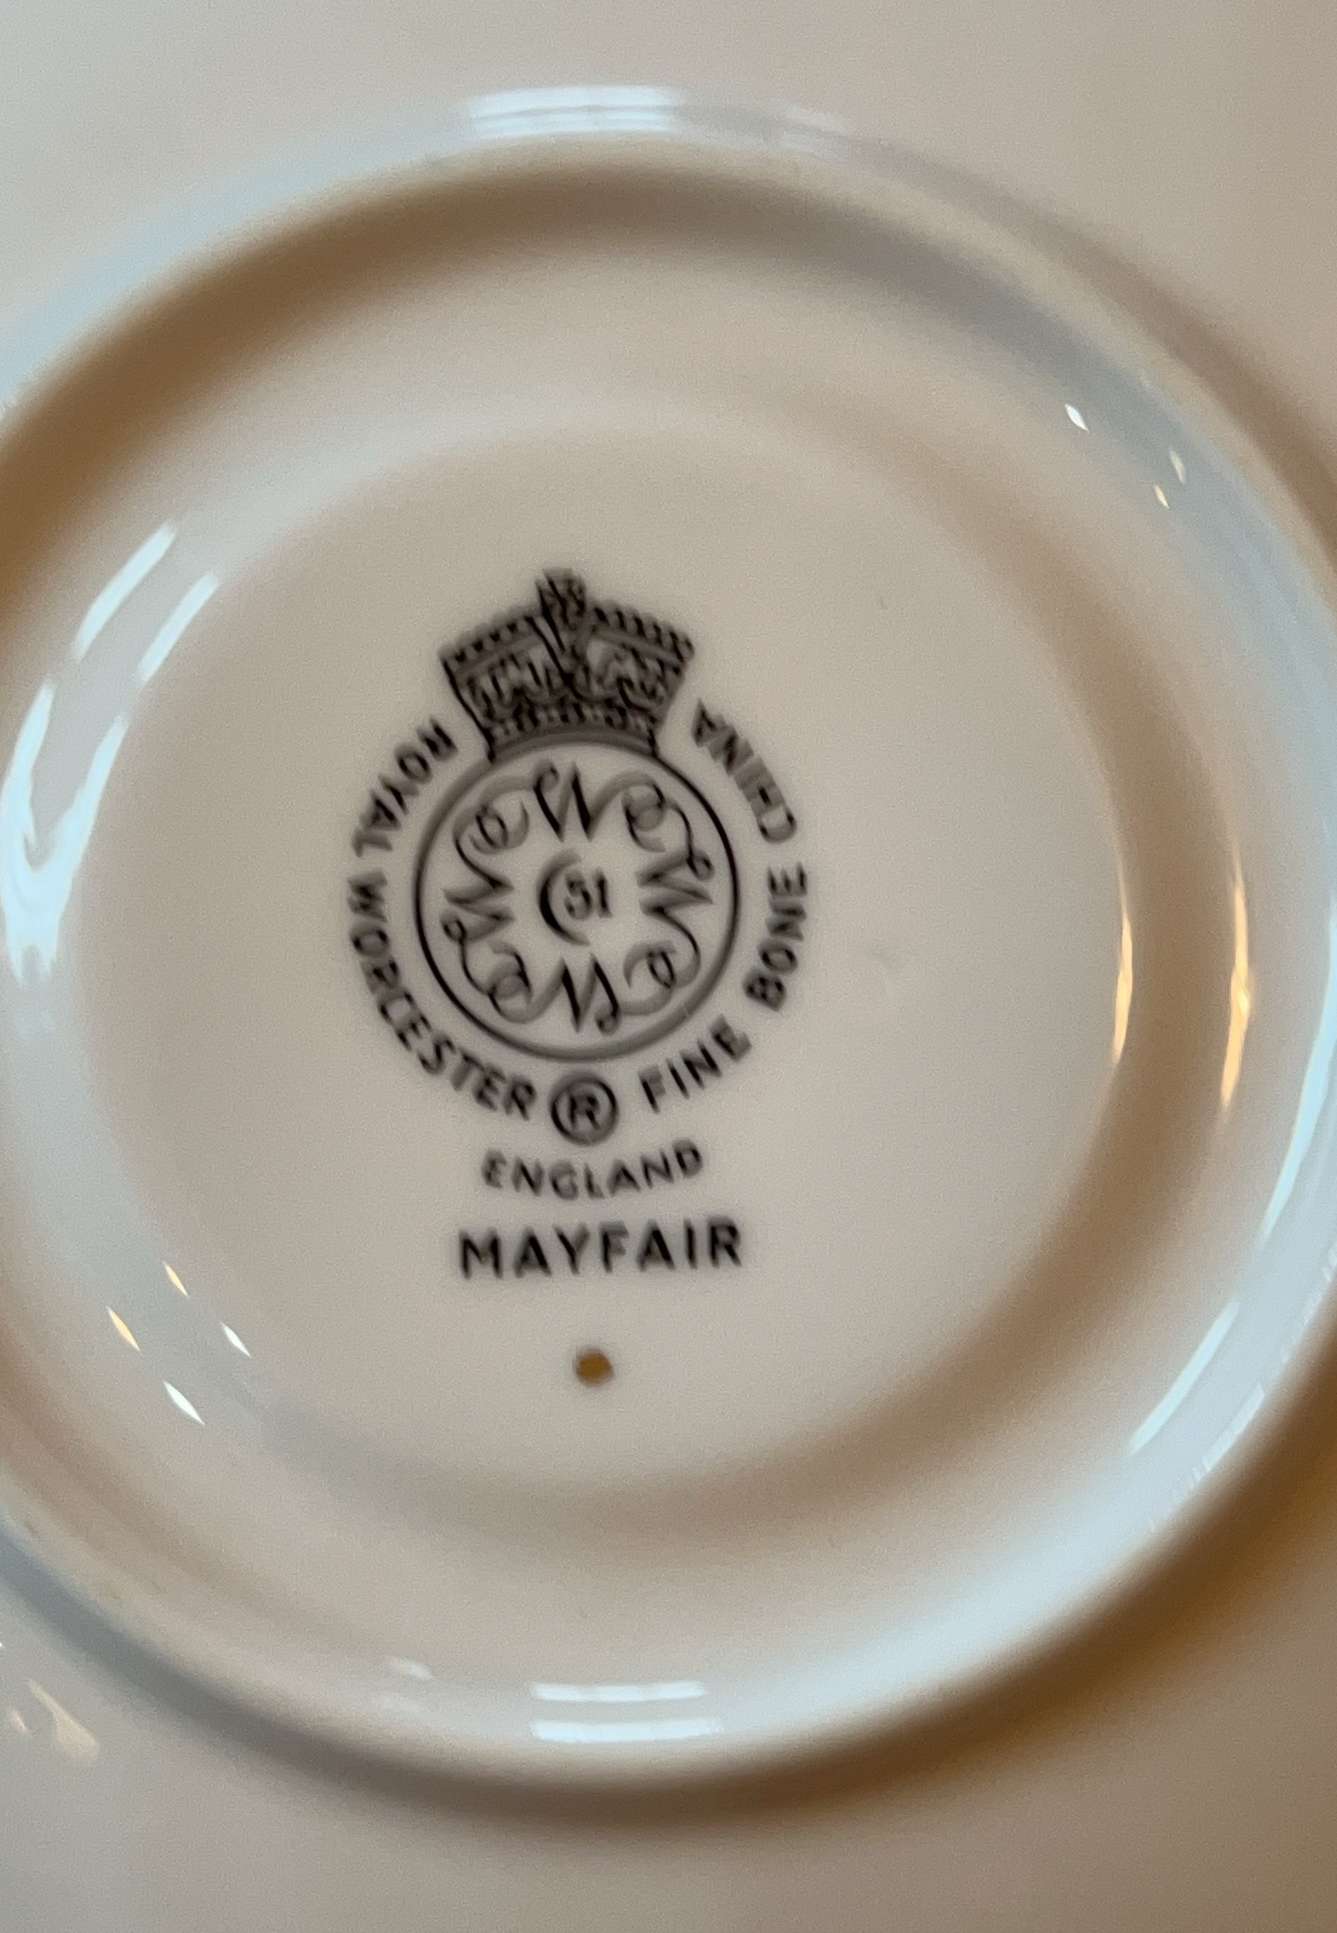 51
ROYAL WORCESTER ® FINE BONE CHINA
ENGLAND
MAYFAIR